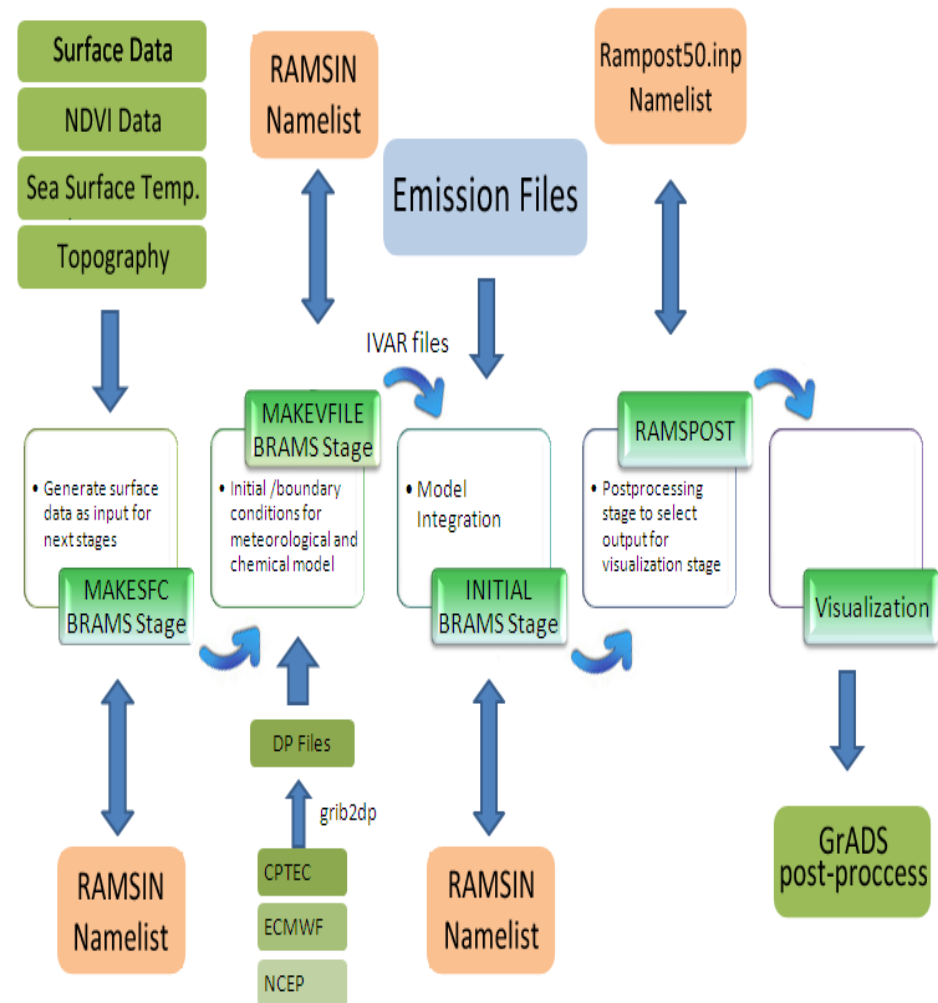 Surface Data
NDVI Data
Sea Surface Temp.
Topography
RAMSIN
Namelist
Emission Files
Rampost50.inp
Namelist
IVAR files
MAKEVFILE
BRAMS Stage
RAMSPOST
• Generate surface
data as input for
next stages
MAKESFC
BRAMS Stage
• Initial /boundary
conditions for
meteorological and
chemical model
• Model
Integration
INITIAL
BRAMS Stage
• Postprocessing
stage to select
output for
visualization stage
Visualization
DP Files
grib2dp
CPTEC
ECMWF
NCEP
RAMSIN
Namelist
RAMSIN
Namelist
GrADS
post-proccess